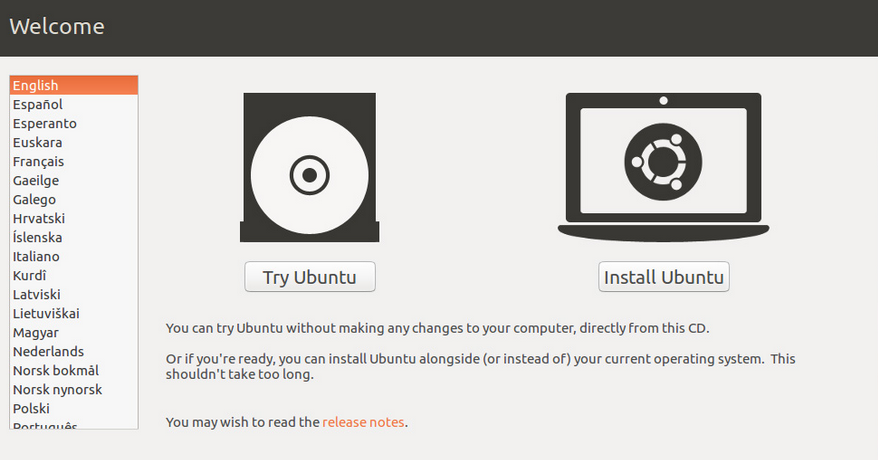 Welcome
English
Español
Esperanto
Euskara
Français
Gaeilge
Galego
Hrvatski
Íslenska
Italiano
Kurdî
Latviski
Lietuviškai
Magyar
Nederlands
Norsk bokmål
Norsk nynorsk
Polski
Português
Try Ubuntu
Install Ubuntu
You can try Ubuntu without making any changes to your computer, directly from this CD.
Or if you're ready, you can install Ubuntu alongside (or instead of) your current operating system. This
shouldn't take too long.
You may wish to read the release notes.